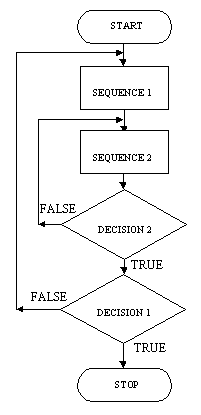 START
SEQUENCE 1
SEQUENCE 2
FALSE
DECISION 2
TRUE
FALSE
DECISION 1
TRUE
STOP